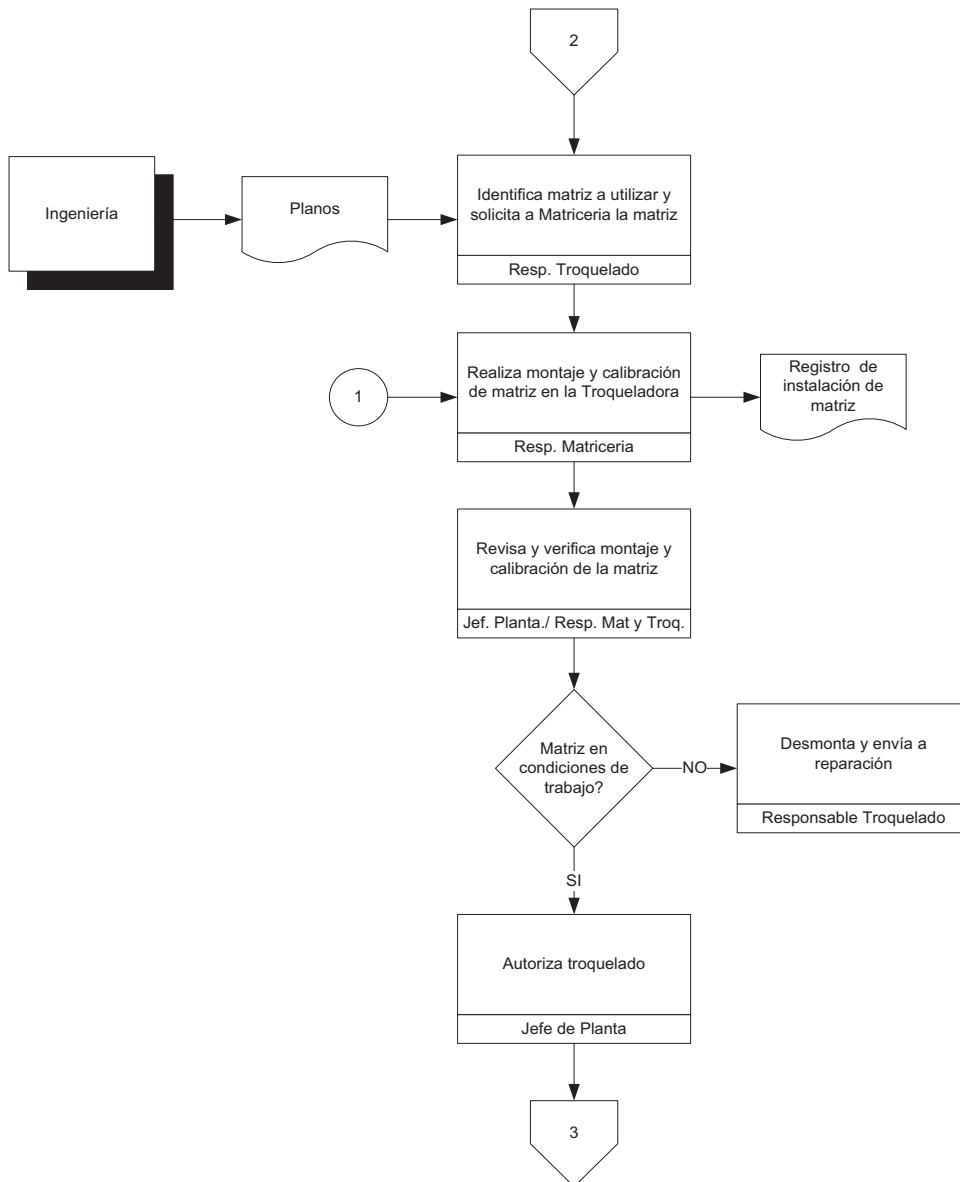 2
Ingeniería
Planos
Identifica matriz a utilizar y
solicita a Matriceria la matriz
Resp. Troquelado
1
Realiza montaje y calibración
de matriz en la Troqueladora
Resp. Matriceria
Registro de
instalación de
matriz
Revisa y verifica montaje y
calibración de la matriz
Jef. Planta./ Resp. Mat y Troq.
Matriz en
condiciones de
trabajo?
NO
Desmonta y envía a
reparación
Responsable Troquelado
SI
Autoriza troquelado
Jefe de Planta
3